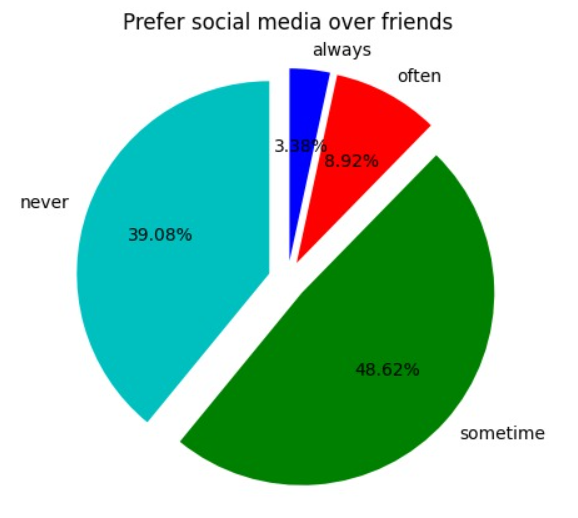 Prefer social media over friends
always
often
3.38%
8.92%
never
39.08%
48.62%
sometime